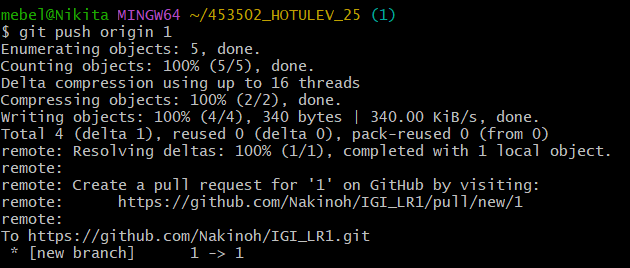 mebel@Nikita MINGW64 ~/453502_HOTULEV_25 (1)
$ git push origin 1
Enumerating objects: 5, done.
Counting objects: 100% (5/5), done.
Delta compression using up to 16 threads
Compressing objects: 100% (2/2), done.
Writing objects: 100% (4/4), 340 bytes | 340.00 KiB/s, done.
Total 4 (delta 1), reused 0 (delta 0), pack-reused 0 (from 0)
remote: Resolving deltas: 100% (1/1), completed with 1 local object.
remote:
remote: Create a pull request for '1' on GitHub by visiting:
remote:      https://github.com/Nakinoh/IGI_LR1/pull/new/1
remote:
To https://github.com/Nakinoh/IGI_LR1.git
 * [new branch]      1 -> 1